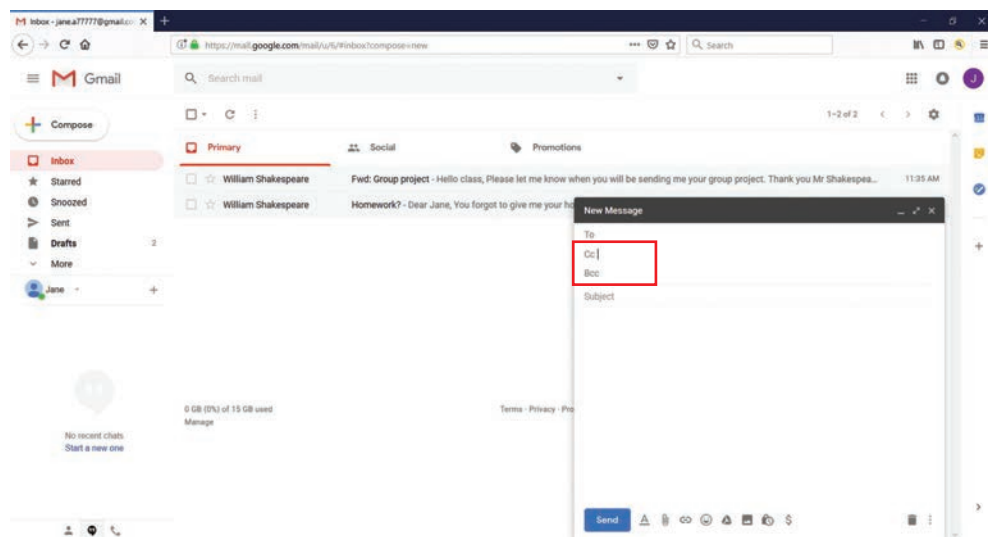 Inbox - jane.a77777@gmail.co
https://mail.google.com/mail/u/6/#inbox?compose=new
Search
Gmail
Search mail
J
Compose
1–2 of 2
Primary
Social
Promotions
Inbox
William Shakespeare Fwd: Group project - Hello class, Please let me know when you will be sending me your group project. Thank you Mr Shakespea... 11:35 AM
Starred
Snoozed
William Shakespeare Homework? - Dear Jane, You forgot to give me your ho
Sent
Drafts 2
More
Jane
New Message
To
Cc
Bcc
Subject
0 GB (0%) of 15 GB used
Manage
Terms - Privacy - Pro
No recent chats
Start a new one
Send